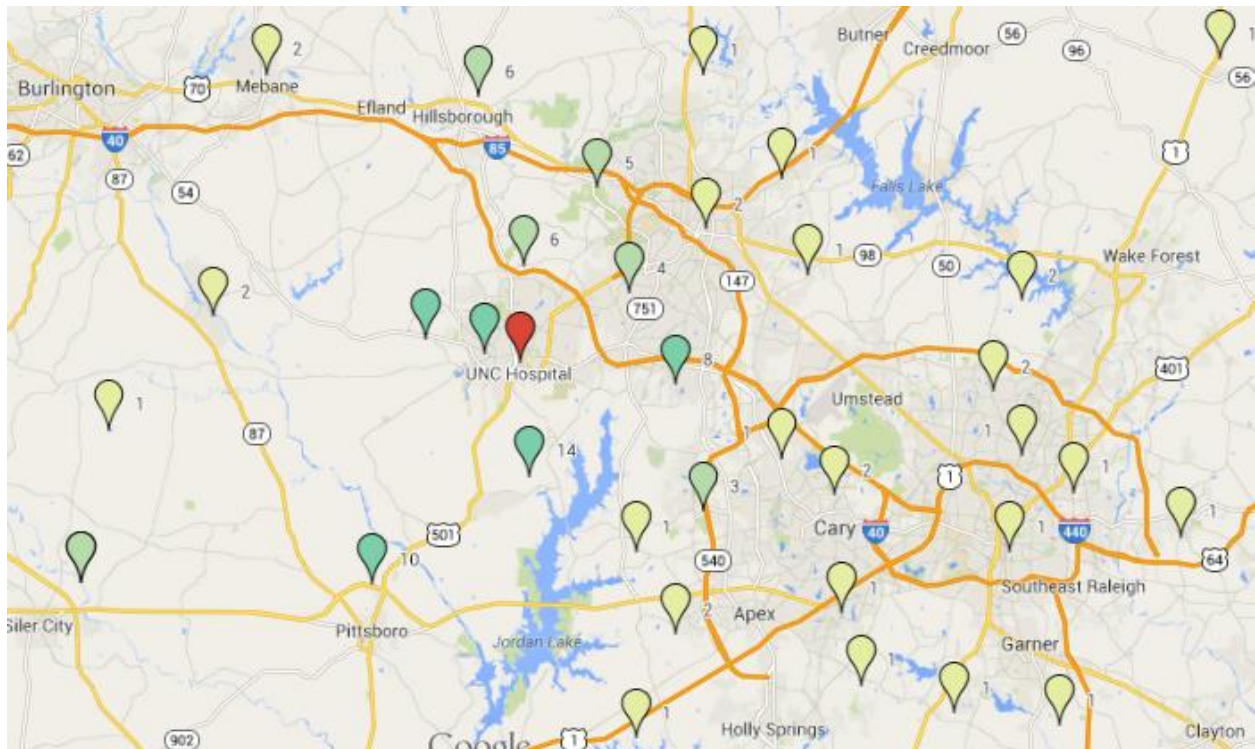 2
6
1
Butner
Creedmoor
56
96
1
56
Burlington
70
Mebane
Efland
Hillsborough
40
85
62
87
54
5
1
1
Falls Lake
2
6
1
98
50
Wake Forest
4
147
2
2
751
UNC Hospital
8
2
401
Umstead
1
87
1
1
14
2
1
1
3
501
1
Cary
40
1
440
1
10
540
64
1
Southeast Raleigh
Siler City
Pittsboro
Jordan Lake
2
Apex
Garner
1
1
1
1
902
Google
1
Holly Springs
Clayton